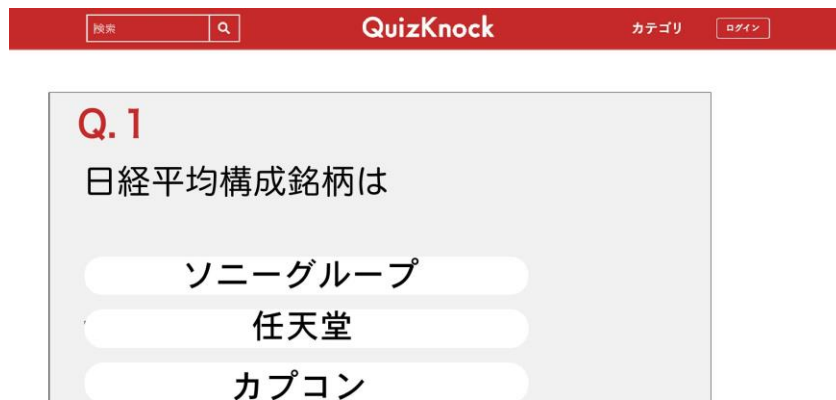 検索
QuizKnock
カテゴリ
ログイン
Q.1
日経平均構成銘柄は
ソニーグループ
任天堂
カプコン